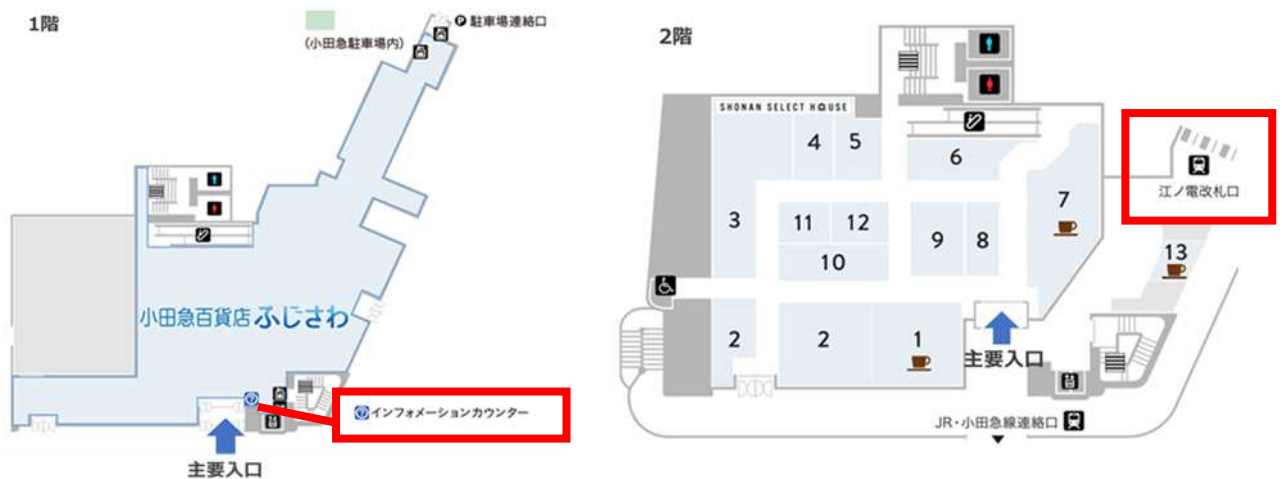 1階
駐車場連絡口
(小田急駐車場内)
小田急百貨店 ふじさわ
インフォメーションカウンター
主要入口
2階
SHONAN SELECT HOUSE
4
5
6
7
江ノ電改札口
3
11
12
9
8
10
13
2
2
1
主要入口
JR・小田急線連絡口